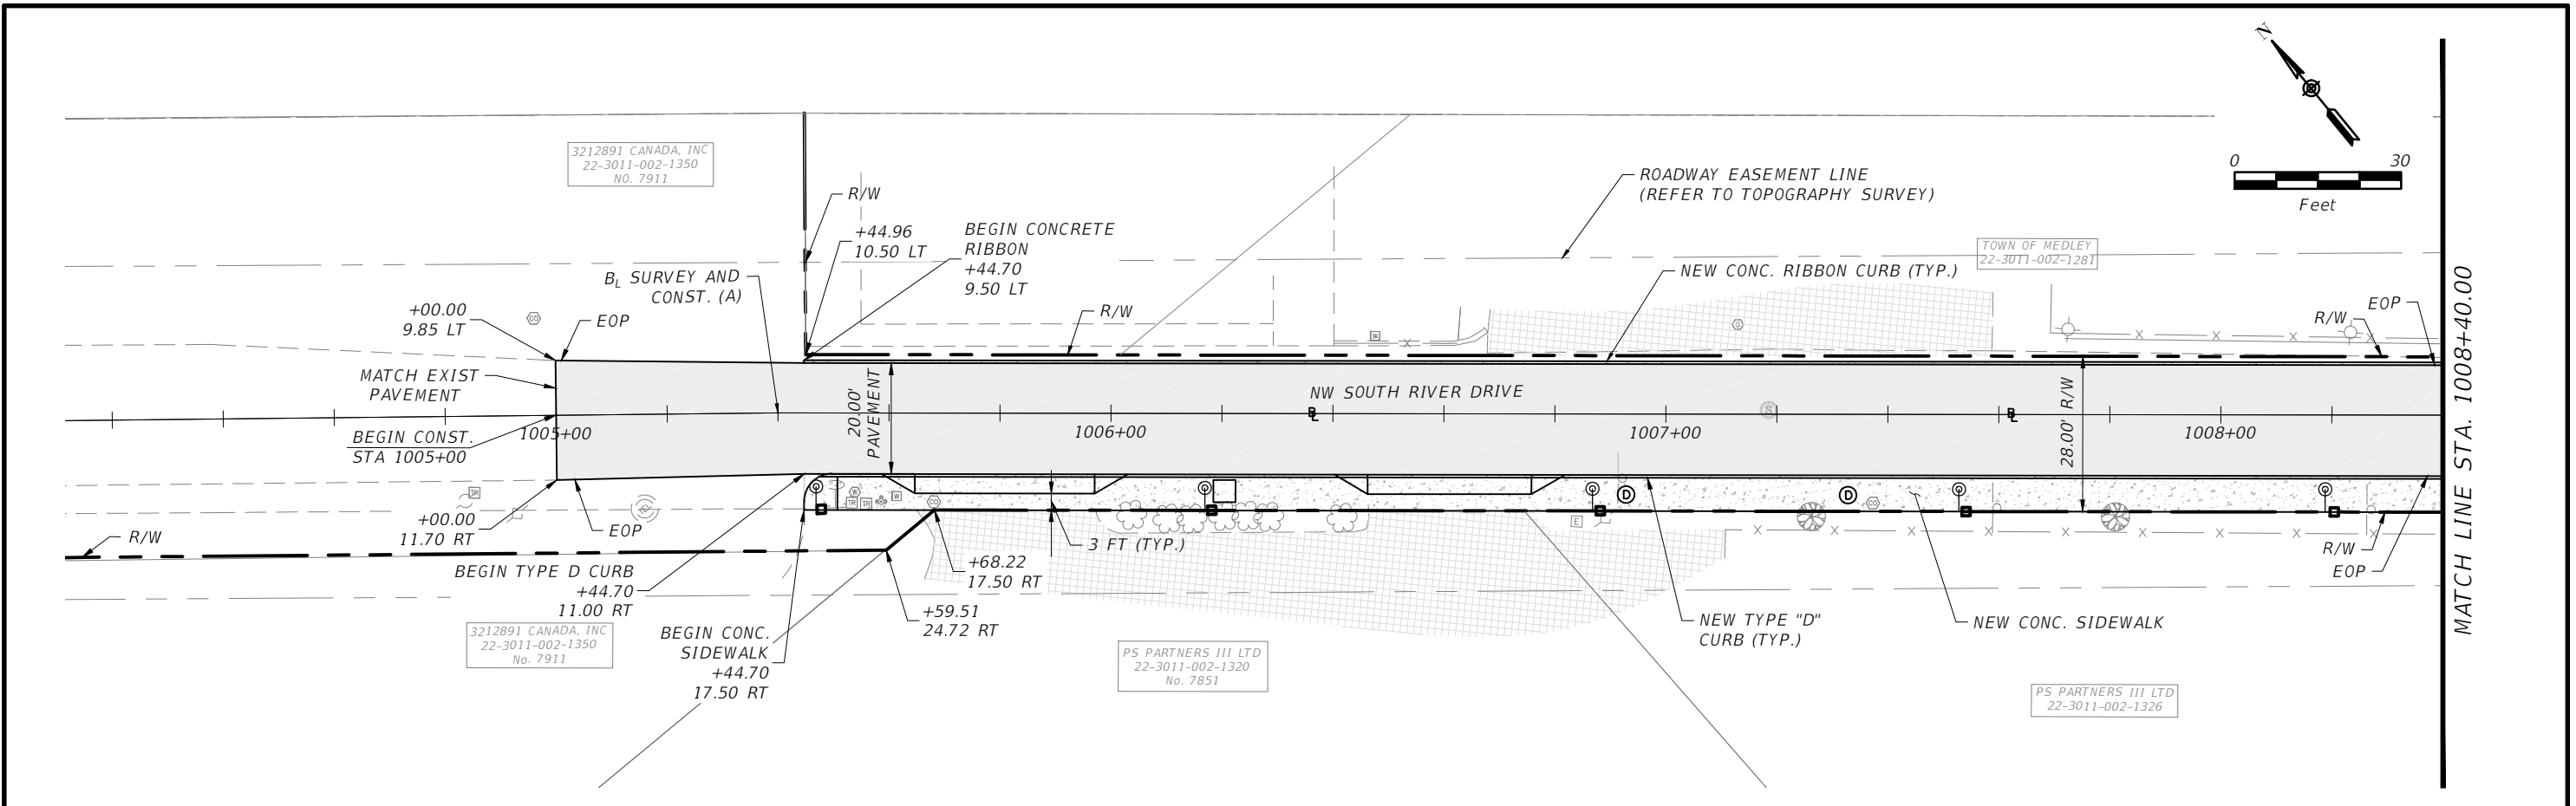 N
0 30
Feet
3212891 CANADA, INC
22-3011-002-1350
NO. 7911
R/W
+44.96
10.50 LT
BEGIN CONCRETE
RIBBON
+44.70
9.50 LT
BL SURVEY AND
CONST. (A)
ROADWAY EASEMENT LINE
(REFER TO TOPOGRAPHY SURVEY)
NEW CONC. RIBBON CURB (TYP.)
TOWN OF MEDLEY
22-3011-002-1281
+00.00
9.85 LT
EOP
R/W
EOP
R/W
MATCH EXIST
PAVEMENT
BEGIN CONST.
STA 1005+00
20.00'
PAVEMENT
NW SOUTH RIVER DRIVE
28.00' R/W
1005+00
1006+00
1007+00
1008+00
MATCH LINE STA. 1008+40.00
+00.00
11.70 RT
EOP
R/W
BEGIN TYPE D CURB
+44.70
11.00 RT
3 FT (TYP.)
+68.22
17.50 RT
+59.51
24.72 RT
BEGIN CONC.
SIDEWALK
+44.70
17.50 RT
D
D
E
NEW TYPE "D"
CURB (TYP.)
NEW CONC. SIDEWALK
R/W
EOP
3212891 CANADA, INC
22-3011-002-1350
No. 7911
PS PARTNERS III LTD
22-3011-002-1320
No. 7851
PS PARTNERS III LTD
22-3011-002-1326